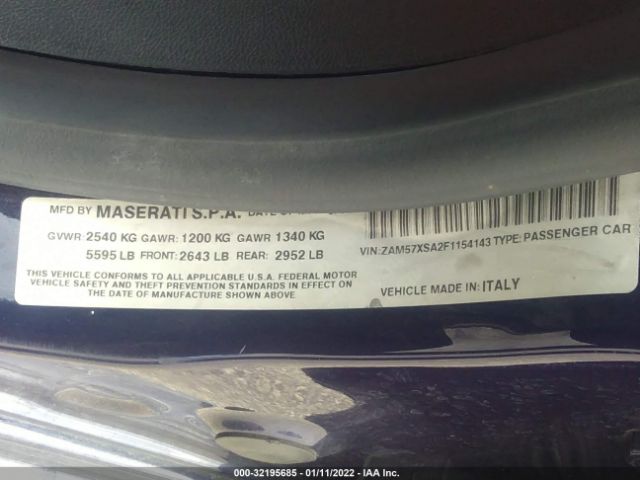 MFD BY MASERATI S.P.A. DATE OF
GVWR: 2540 KG GAWR: 1200 KG GAWR 1340 KG
5595 LB FRONT: 2643 LB REAR: 2952 LB
THIS VEHICLE CONFORMS TO ALL APPLICABLE U.S.A. FEDERAL MOTOR
VEHICLE SAFETY AND THEFT PREVENTION STANDARDS IN EFFECT ON
THE DATE OF MANUFACTURE SHOWN ABOVE
VIN: ZAM57XSA2F1154143 TYPE: PASSENGER CAR
VEHICLE MADE IN: ITALY
000-32195685 - 01/11/2022 - IAA Inc.